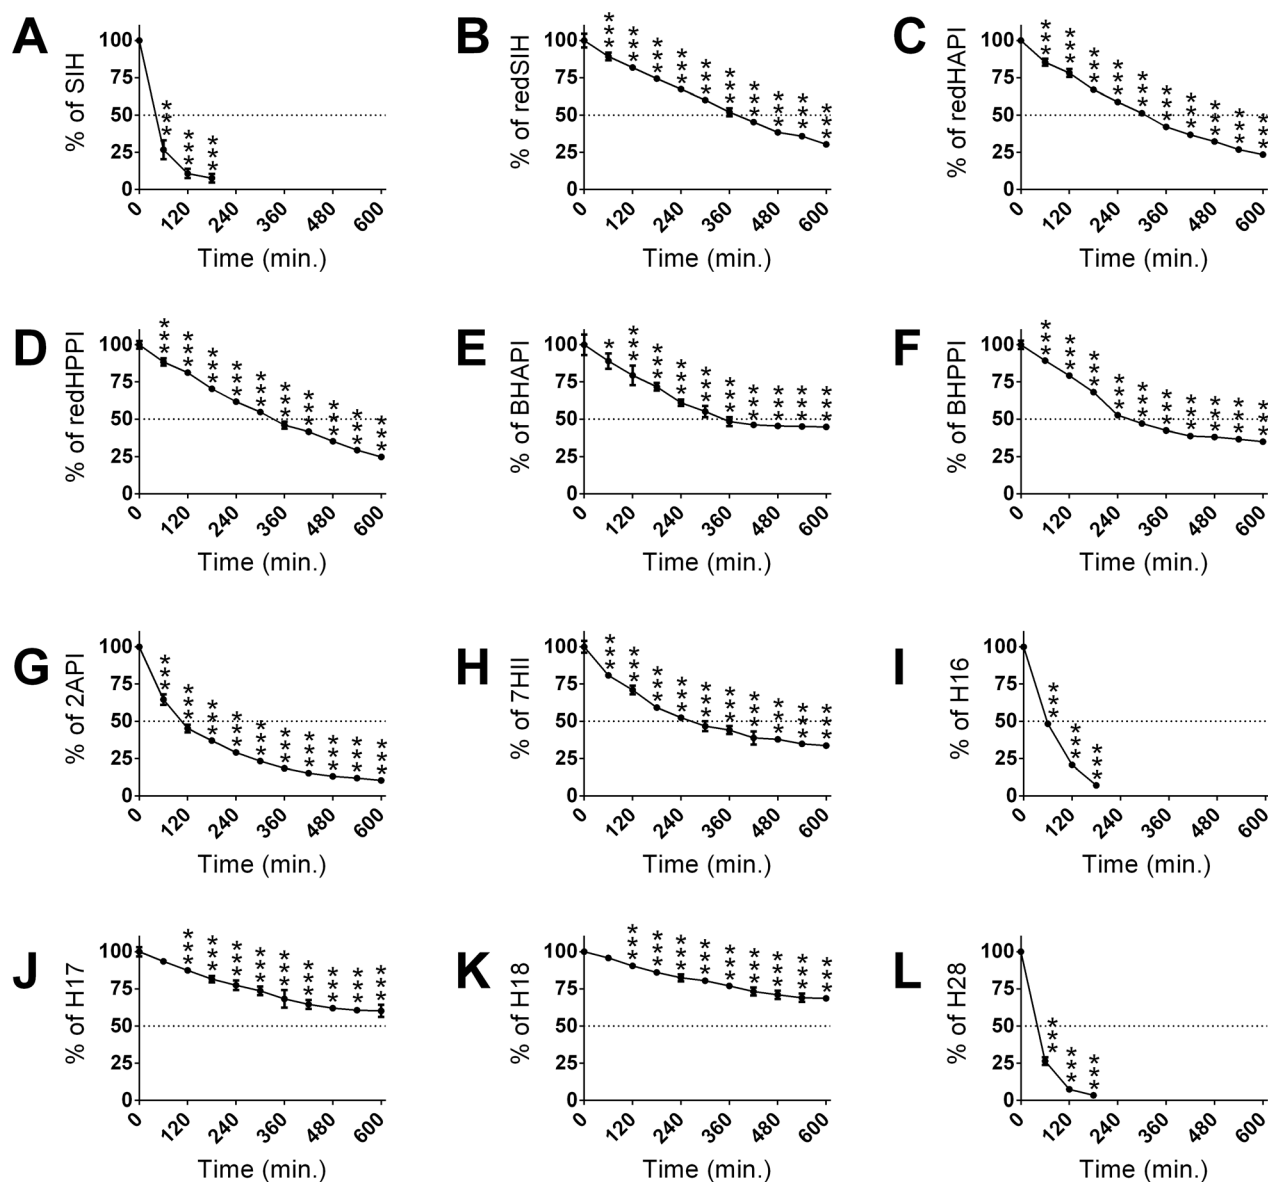 A
% of SIH
100
75
50
25
0
*** *** ***
0 120 240 360 480 600
Time (min.)
B
% of redSIH
100
75
50
25
0
*** *** *** *** *** *** *** *** *** ***
0 120 240 360 480 600
Time (min.)
C
% of redHAPI
100
75
50
25
0
*** *** *** *** *** *** *** *** *** ***
0 120 240 360 480 600
Time (min.)
D
% of redHPPI
100
75
50
25
0
*** *** *** *** *** *** *** *** *** ***
0 120 240 360 480 600
Time (min.)
E
% of BHAPI
100
75
50
25
0
* *** *** *** *** *** *** *** *** ***
0 120 240 360 480 600
Time (min.)
F
% of BHPPI
100
75
50
25
0
*** *** *** *** *** *** *** *** *** ***
0 120 240 360 480 600
Time (min.)
G
% of 2API
100
75
50
25
0
*** *** *** *** *** *** *** *** *** ***
0 120 240 360 480 600
Time (min.)
H
% of 7HII
100
75
50
25
0
*** *** *** *** *** *** *** *** *** ***
0 120 240 360 480 600
Time (min.)
I
% of H16
100
75
50
25
0
*** *** ***
0 120 240 360 480 600
Time (min.)
J
% of H17
100
75
50
25
0
*** *** *** *** *** *** *** *** ***
0 120 240 360 480 600
Time (min.)
K
% of H18
100
75
50
25
0
*** *** *** *** *** *** *** *** ***
0 120 240 360 480 600
Time (min.)
L
% of H28
100
75
50
25
0
*** *** ***
0 120 240 360 480 600
Time (min.)